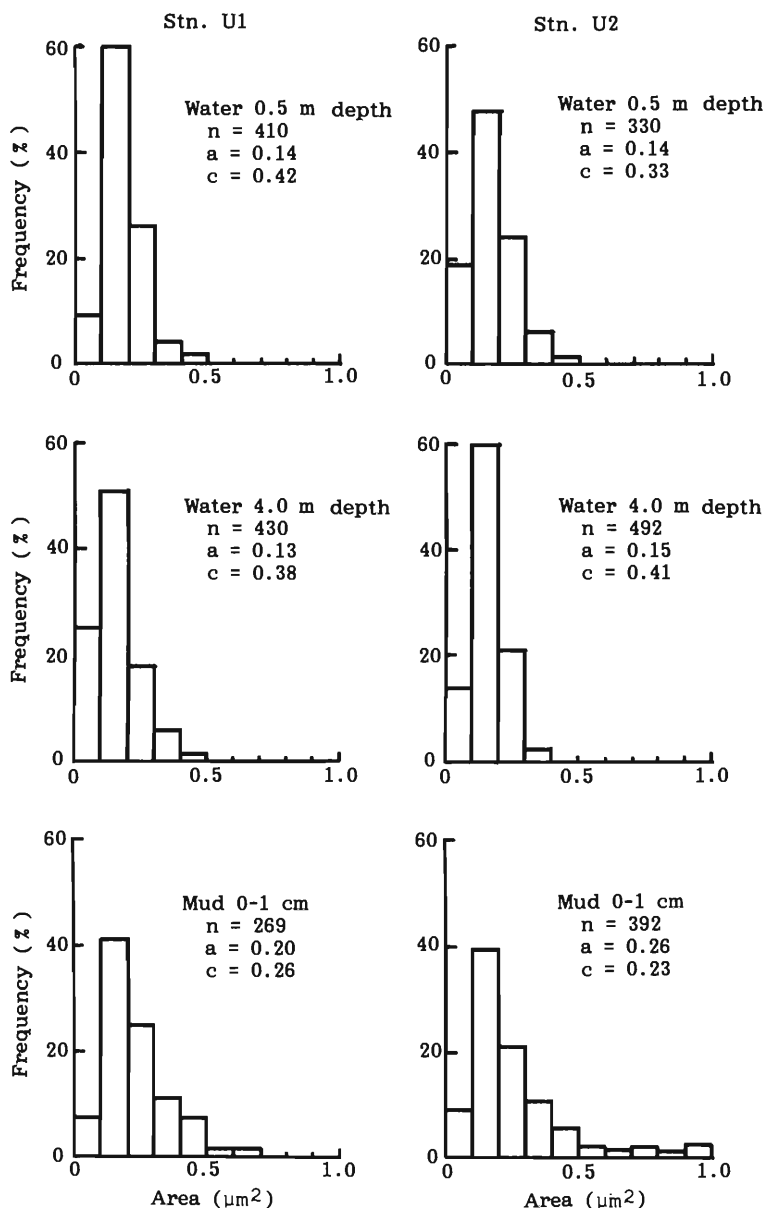 Stn. U1
Stn. U2
Frequency (%)
60
40
20
0
Water 0.5 m depth
n = 410
a = 0.14
c = 0.42
0 0.5 1.0
60
40
20
0
Water 0.5 m depth
n = 330
a = 0.14
c = 0.33
0 0.5 1.0
Frequency (%)
60
40
20
0
Water 4.0 m depth
n = 430
a = 0.13
c = 0.38
0 0.5 1.0
60
40
20
0
Water 4.0 m depth
n = 492
a = 0.15
c = 0.41
0 0.5 1.0
Frequency (%)
60
40
20
0
Mud 0-1 cm
n = 269
a = 0.20
c = 0.26
0 0.5 1.0
Area (µm²)
60
40
20
0
Mud 0-1 cm
n = 392
a = 0.26
c = 0.23
0 0.5 1.0
Area (µm²)